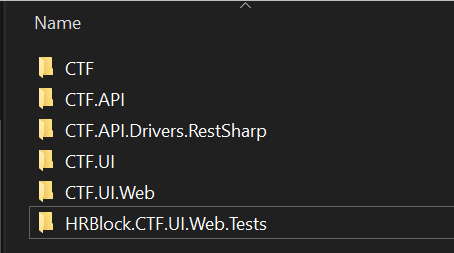 Name
CTF
CTF.API
CTF.API.Drivers.RestSharp
CTF.UI
CTF.UI.Web
HRBlock.CTF.UI.Web.Tests